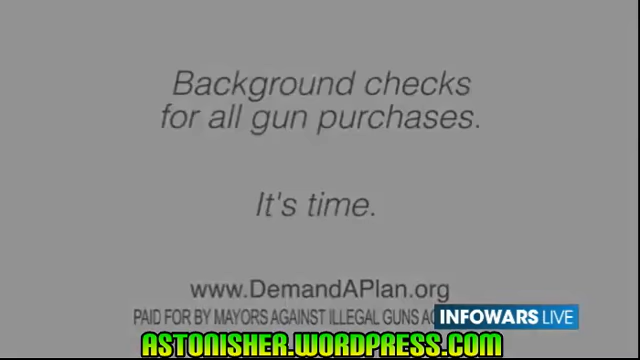 Background checks
for all gun purchases.
It's time.
www.DemandAPlan.org
PAID FOR BY MAYORS AGAINST ILLEGAL GUNS
INFOWARS LIVE
ASTONISHER.WORDPRESS.COM